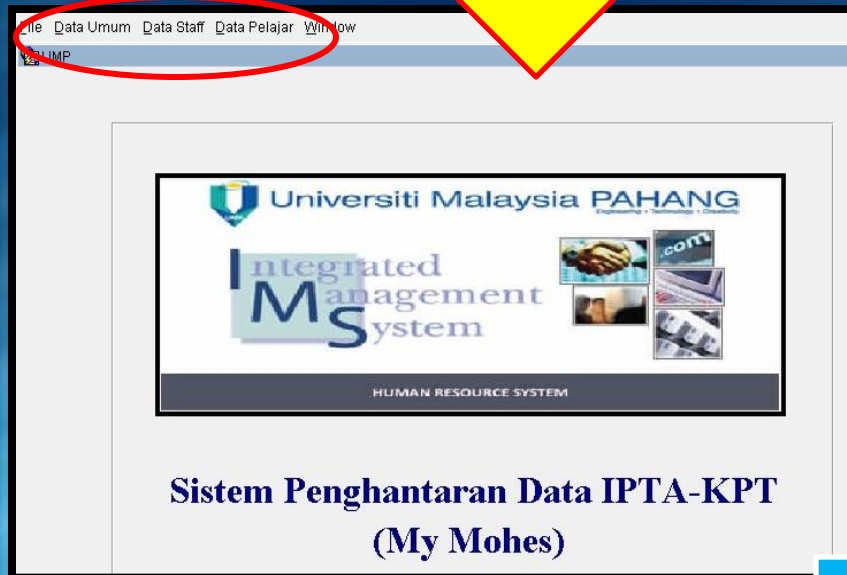 File Data Umum Data Staff Data Pelajar Window
UMP
Universiti Malaysia PAHANG
Engineering • Technology • Creativity
Integrated
Management
System
.com
HUMAN RESOURCE SYSTEM
Sistem Penghantaran Data IPTA-KPT
(My Mohes)